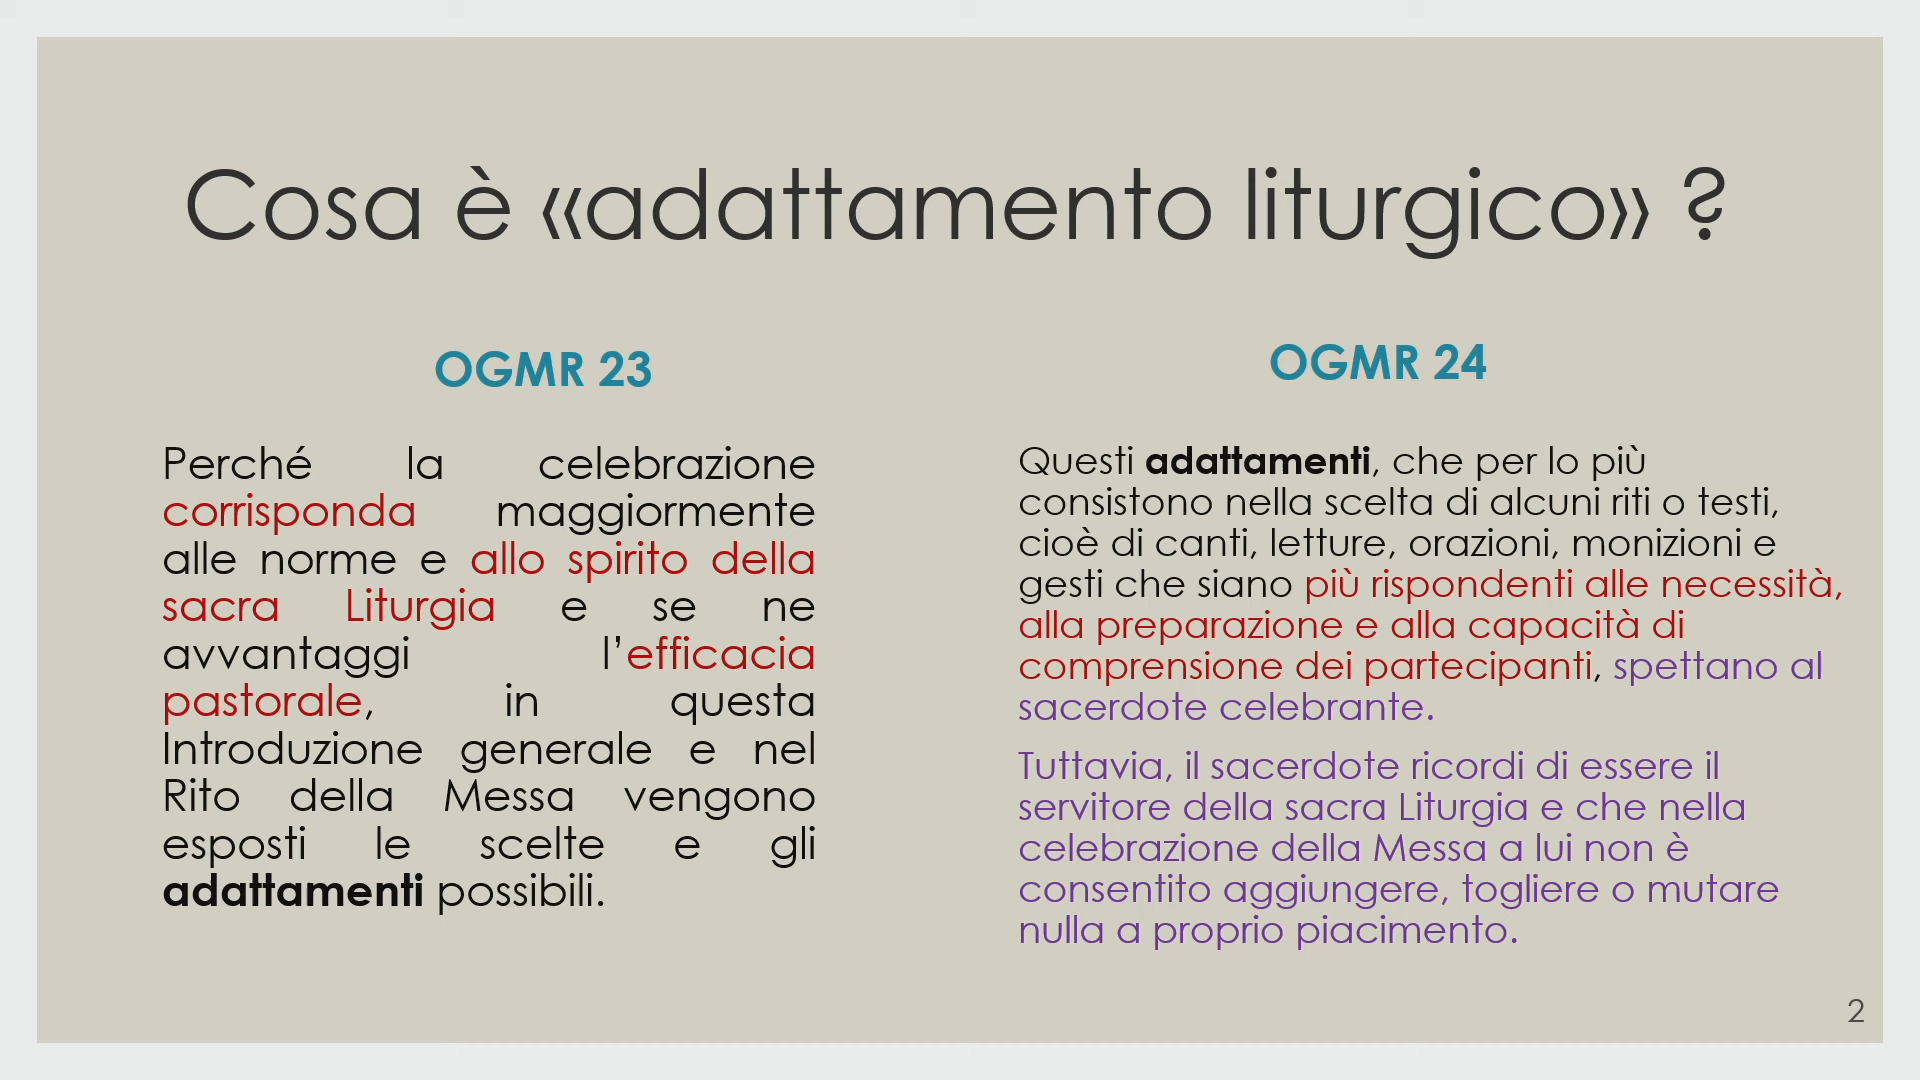 Cosa è «adattamento liturgico» ?
OGMR 23
Perché la celebrazione
corrisponda maggiormente
alle norme e allo spirito della
sacra Liturgia e se ne
avvantaggi l’efficacia
pastorale, in questa
Introduzione generale e nel
Rito della Messa vengono
esposti le scelte e gli
adattamenti possibili.
OGMR 24
Questi adattamenti, che per lo più
consistono nella scelta di alcuni riti o testi,
cioè di canti, letture, orazioni, monizioni e
gesti che siano più rispondenti alle necessità,
alla preparazione e alla capacità di
comprensione dei partecipanti, spettano al
sacerdote celebrante.
Tuttavia, il sacerdote ricordi di essere il
servitore della sacra Liturgia e che nella
celebrazione della Messa a lui non è
consentito aggiungere, togliere o mutare
nulla a proprio piacimento.
2